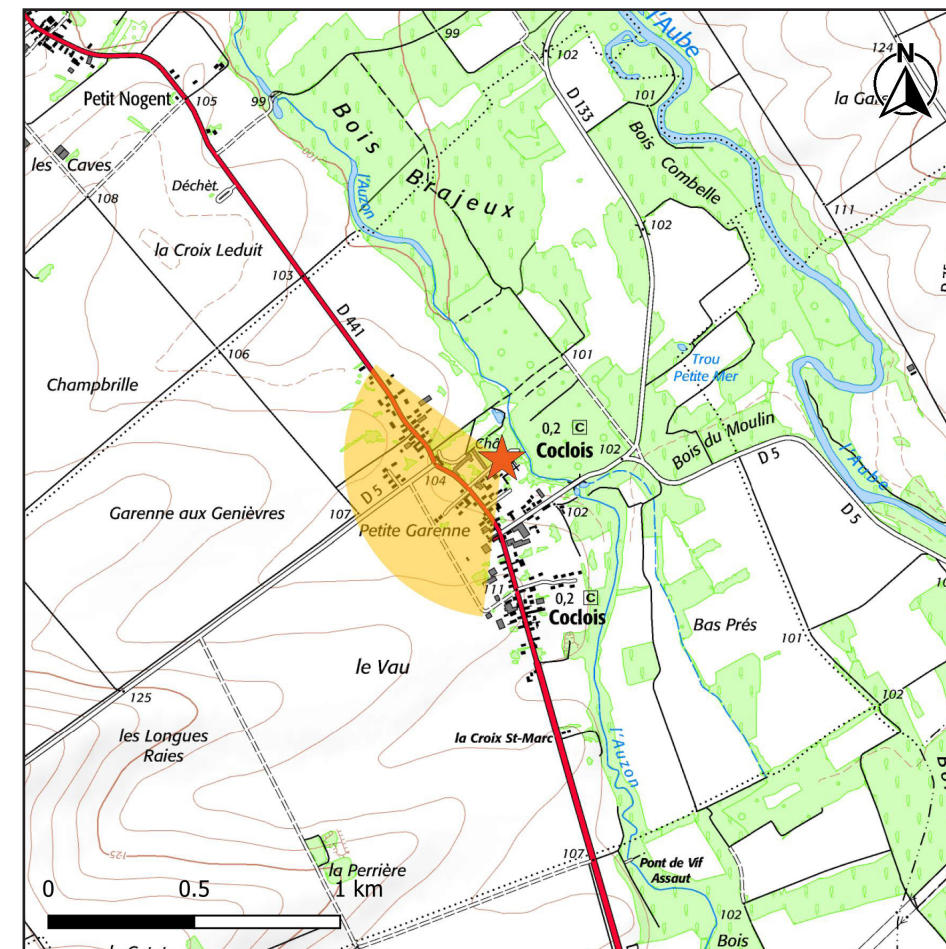 l'Aube
99
102
124
N
Petit Nogent
105
99
D 133
101
la Ga
Bois
Brajeux
Bois
Combelle
les Caves
Déchèt.
l'Auzon
100
108
102
111
la Croix Leduit
103
D 441
106
101
Trou
Petite Mer
Champbrille
0,2 C
Coclois
102
Bois du Moulin
D 5
l'Aube
Châ
104
D 5
107
Garenne aux Genièvres
Petite Garenne
102
D 5
111
0,2 C
Coclois
Bas Prés
101
le Vau
125
102
les Longues
Raies
la Croix St-Marc
l'Auzon
125
la Perrière
107
Pont de Vif
Assaut
0
0.5
1 km
102
Bois